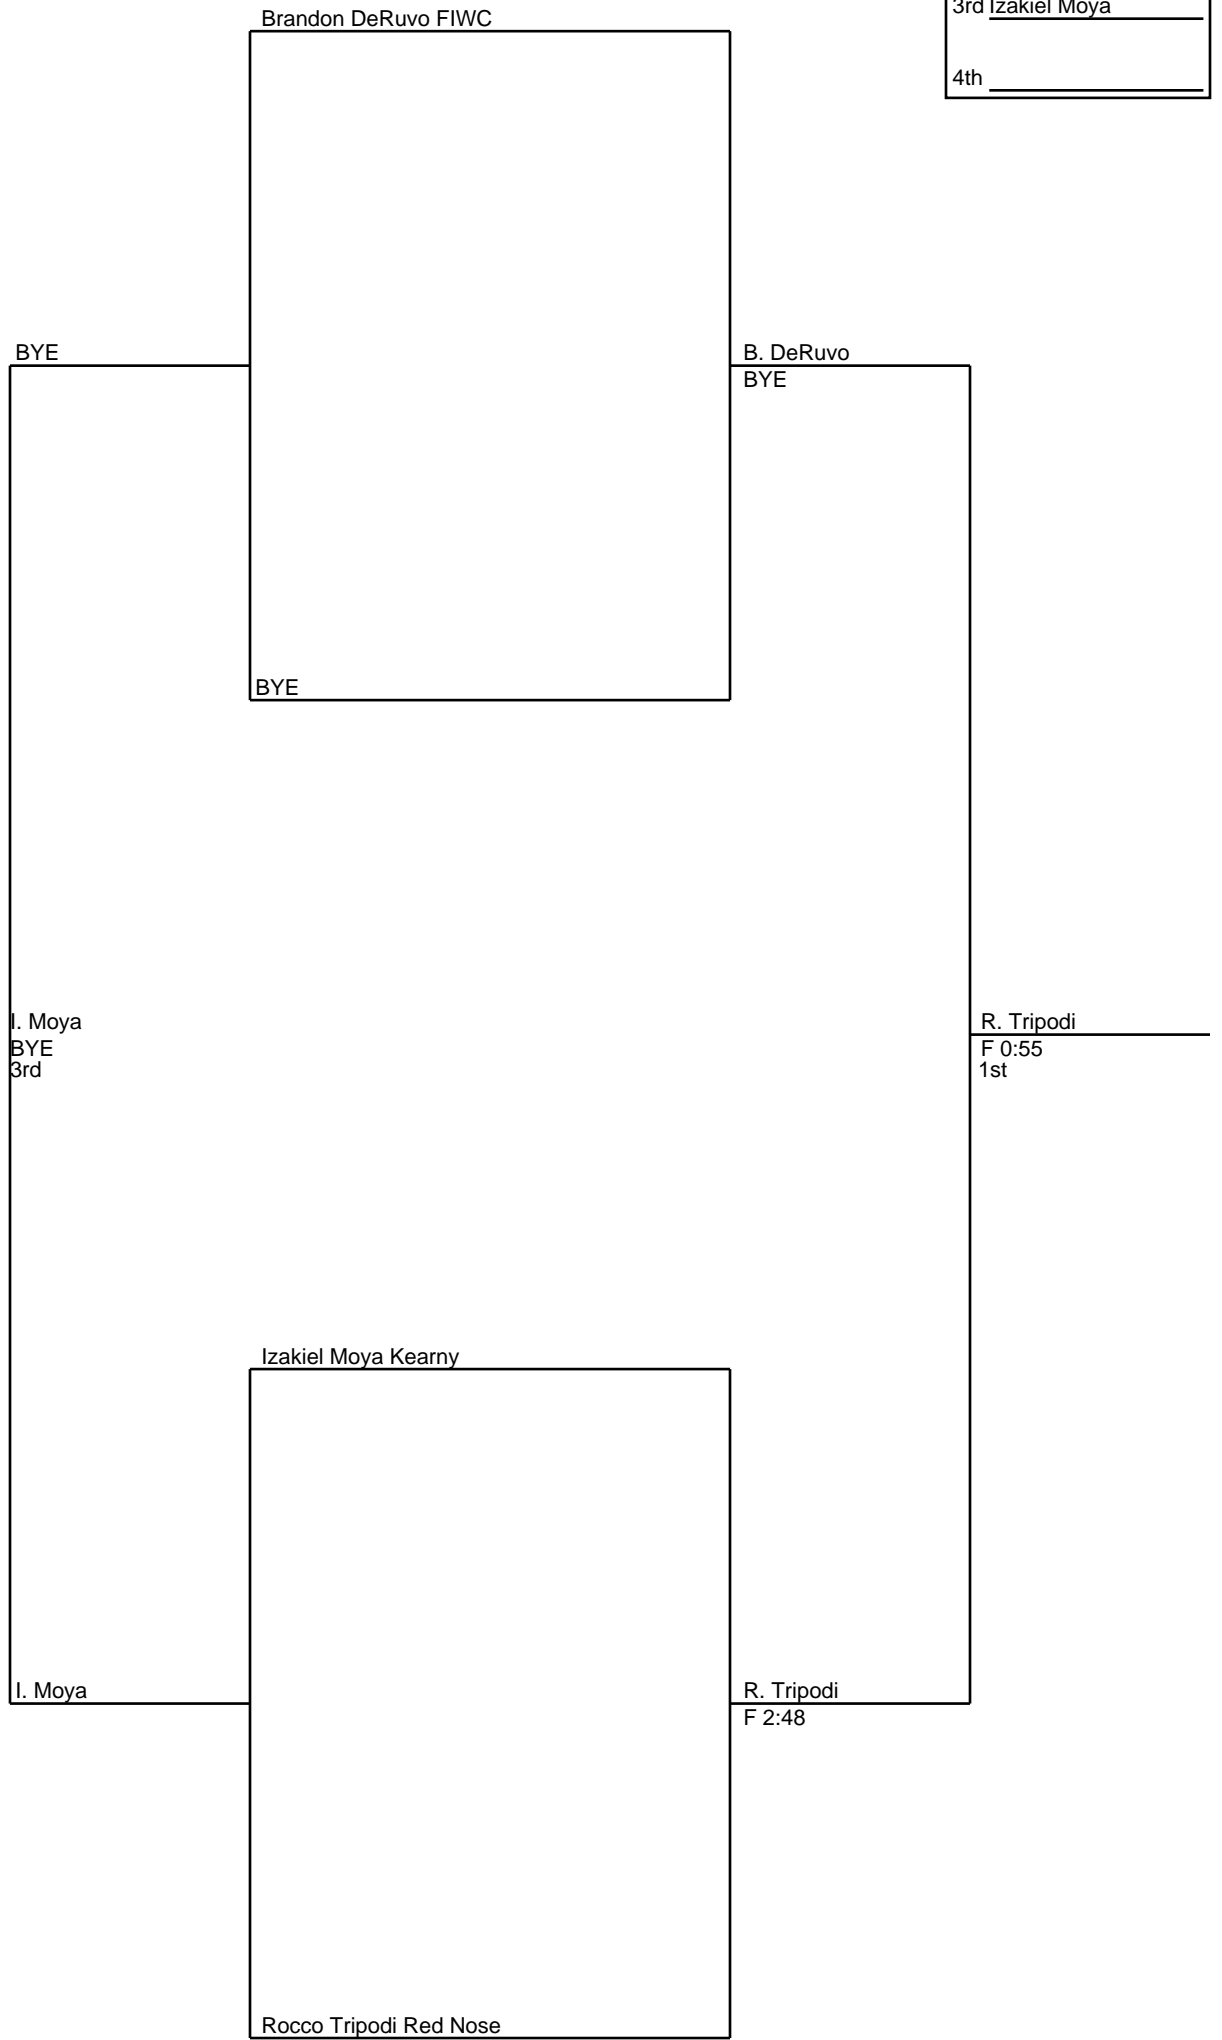 Brandon DeRuvo FIWC
3rd Izakiel Moya
4th
BYE
B. DeRuvo
BYE
BYE
I. Moya
BYE
3rd
R. Tripodi
F 0:55
1st
Izakiel Moya Kearny
I. Moya
R. Tripodi
F 2:48
Rocco Tripodi Red Nose